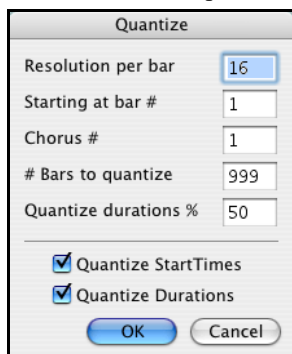 Quantize
Resolution per bar 16
Starting at bar # 1
Chorus # 1
# Bars to quantize 999
Quantize durations % 50
Quantize StartTimes
Quantize Durations
OK Cancel